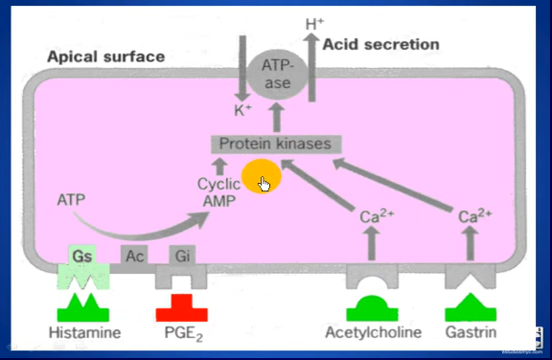 H+
Apical surface
Acid secretion
ATP-
ase
K+
Protein kinases
Cyclic
AMP
ATP
Ca2+
Ca2+
Gs
Ac
Gi
Histamine
PGE2
Acetylcholine
Gastrin